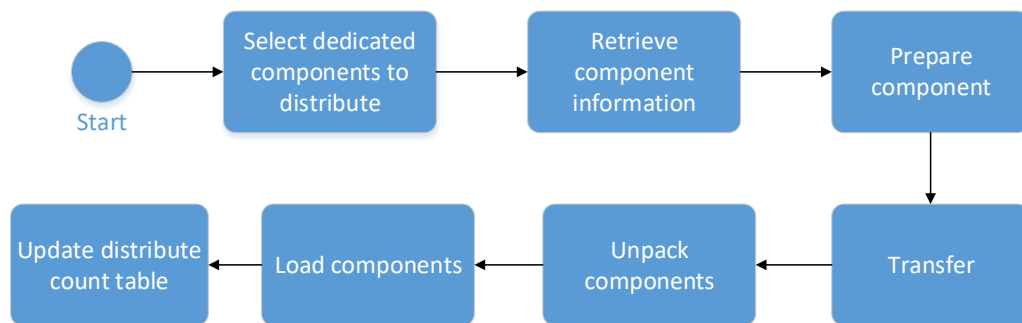 Start
Select dedicated
components to
distribute
Retrieve
component
information
Prepare
component
Transfer
Unpack
components
Load components
Update distribute
count table